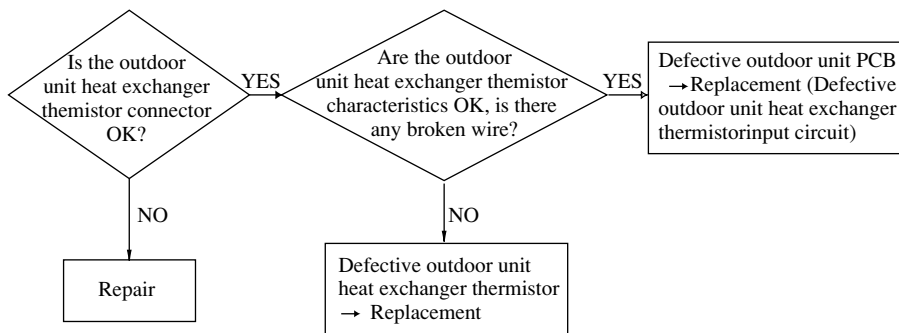 Is the outdoor
unit heat exchanger
themistor connector
OK?
YES
Are the outdoor
unit heat exchanger themistor
characteristics OK, is there
any broken wire?
YES
Defective outdoor unit PCB
→Replacement (Defective
outdoor unit heat exchanger
thermistorinput circuit)
NO
Repair
NO
Defective outdoor unit
heat exchanger thermistor
→ Replacement